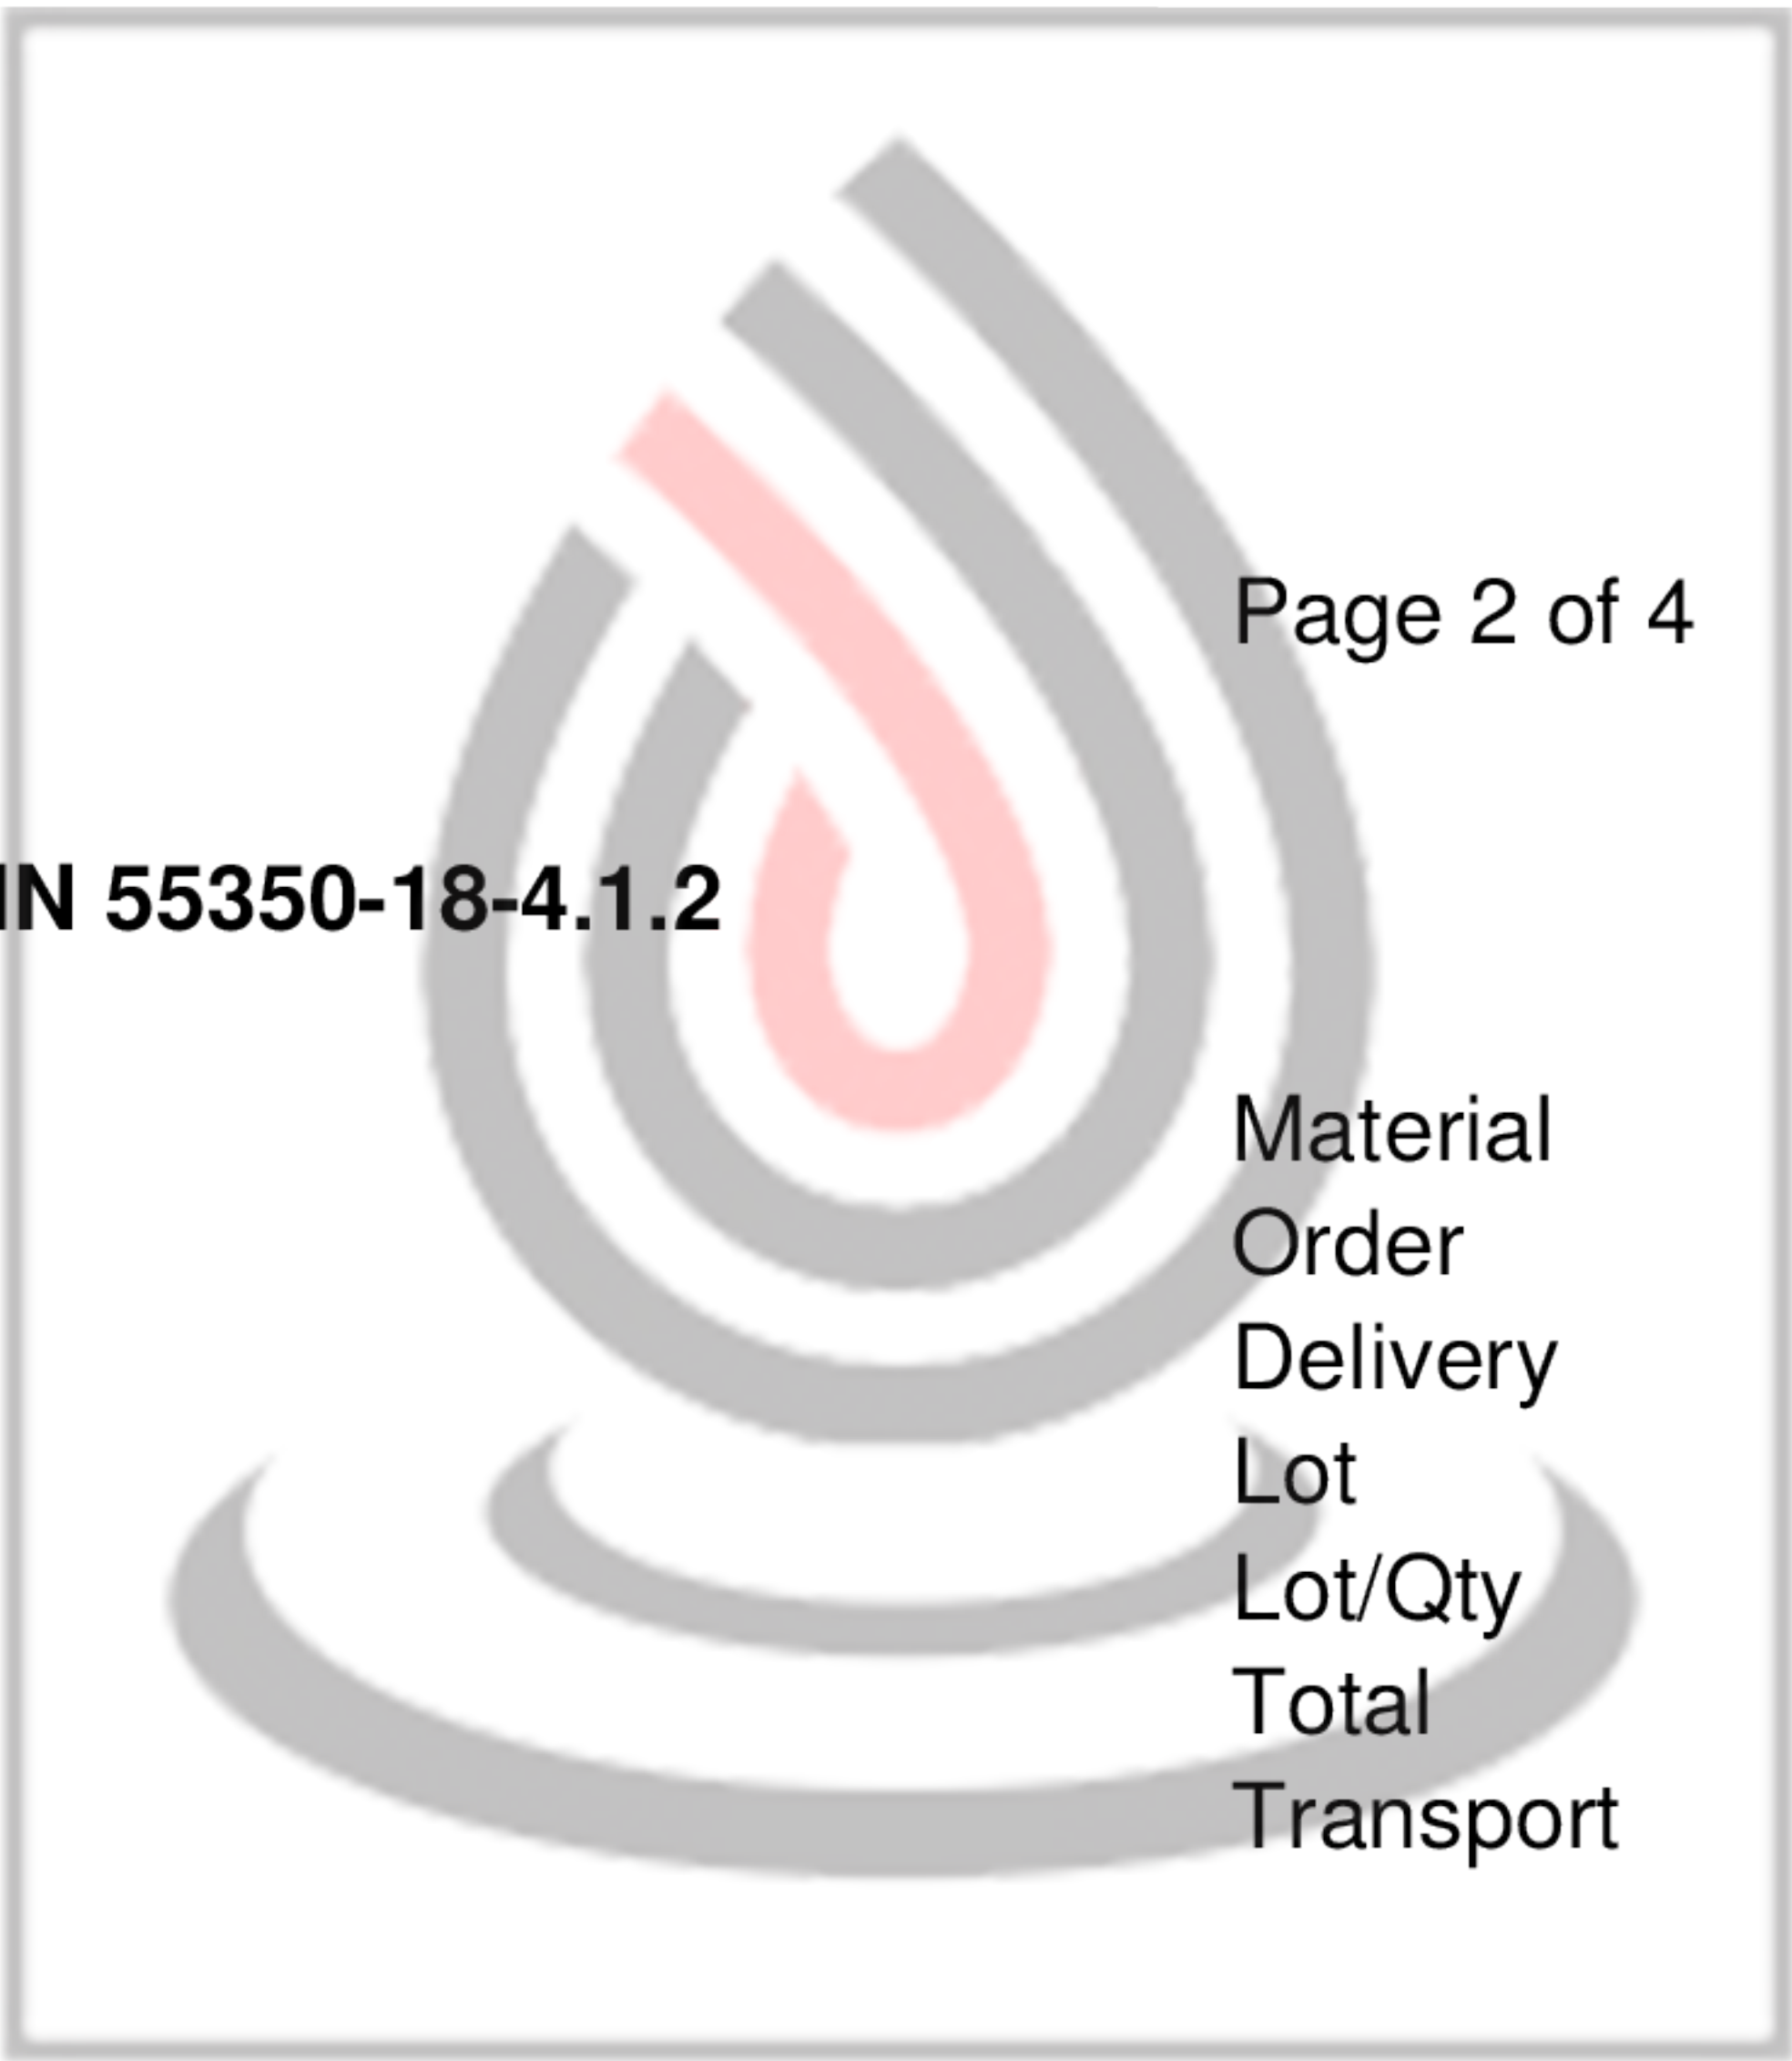 Page 2 of 4
IN 55350-18-4.1.2
Material
Order
Delivery
Lot
Lot/Qty
Total
Transport